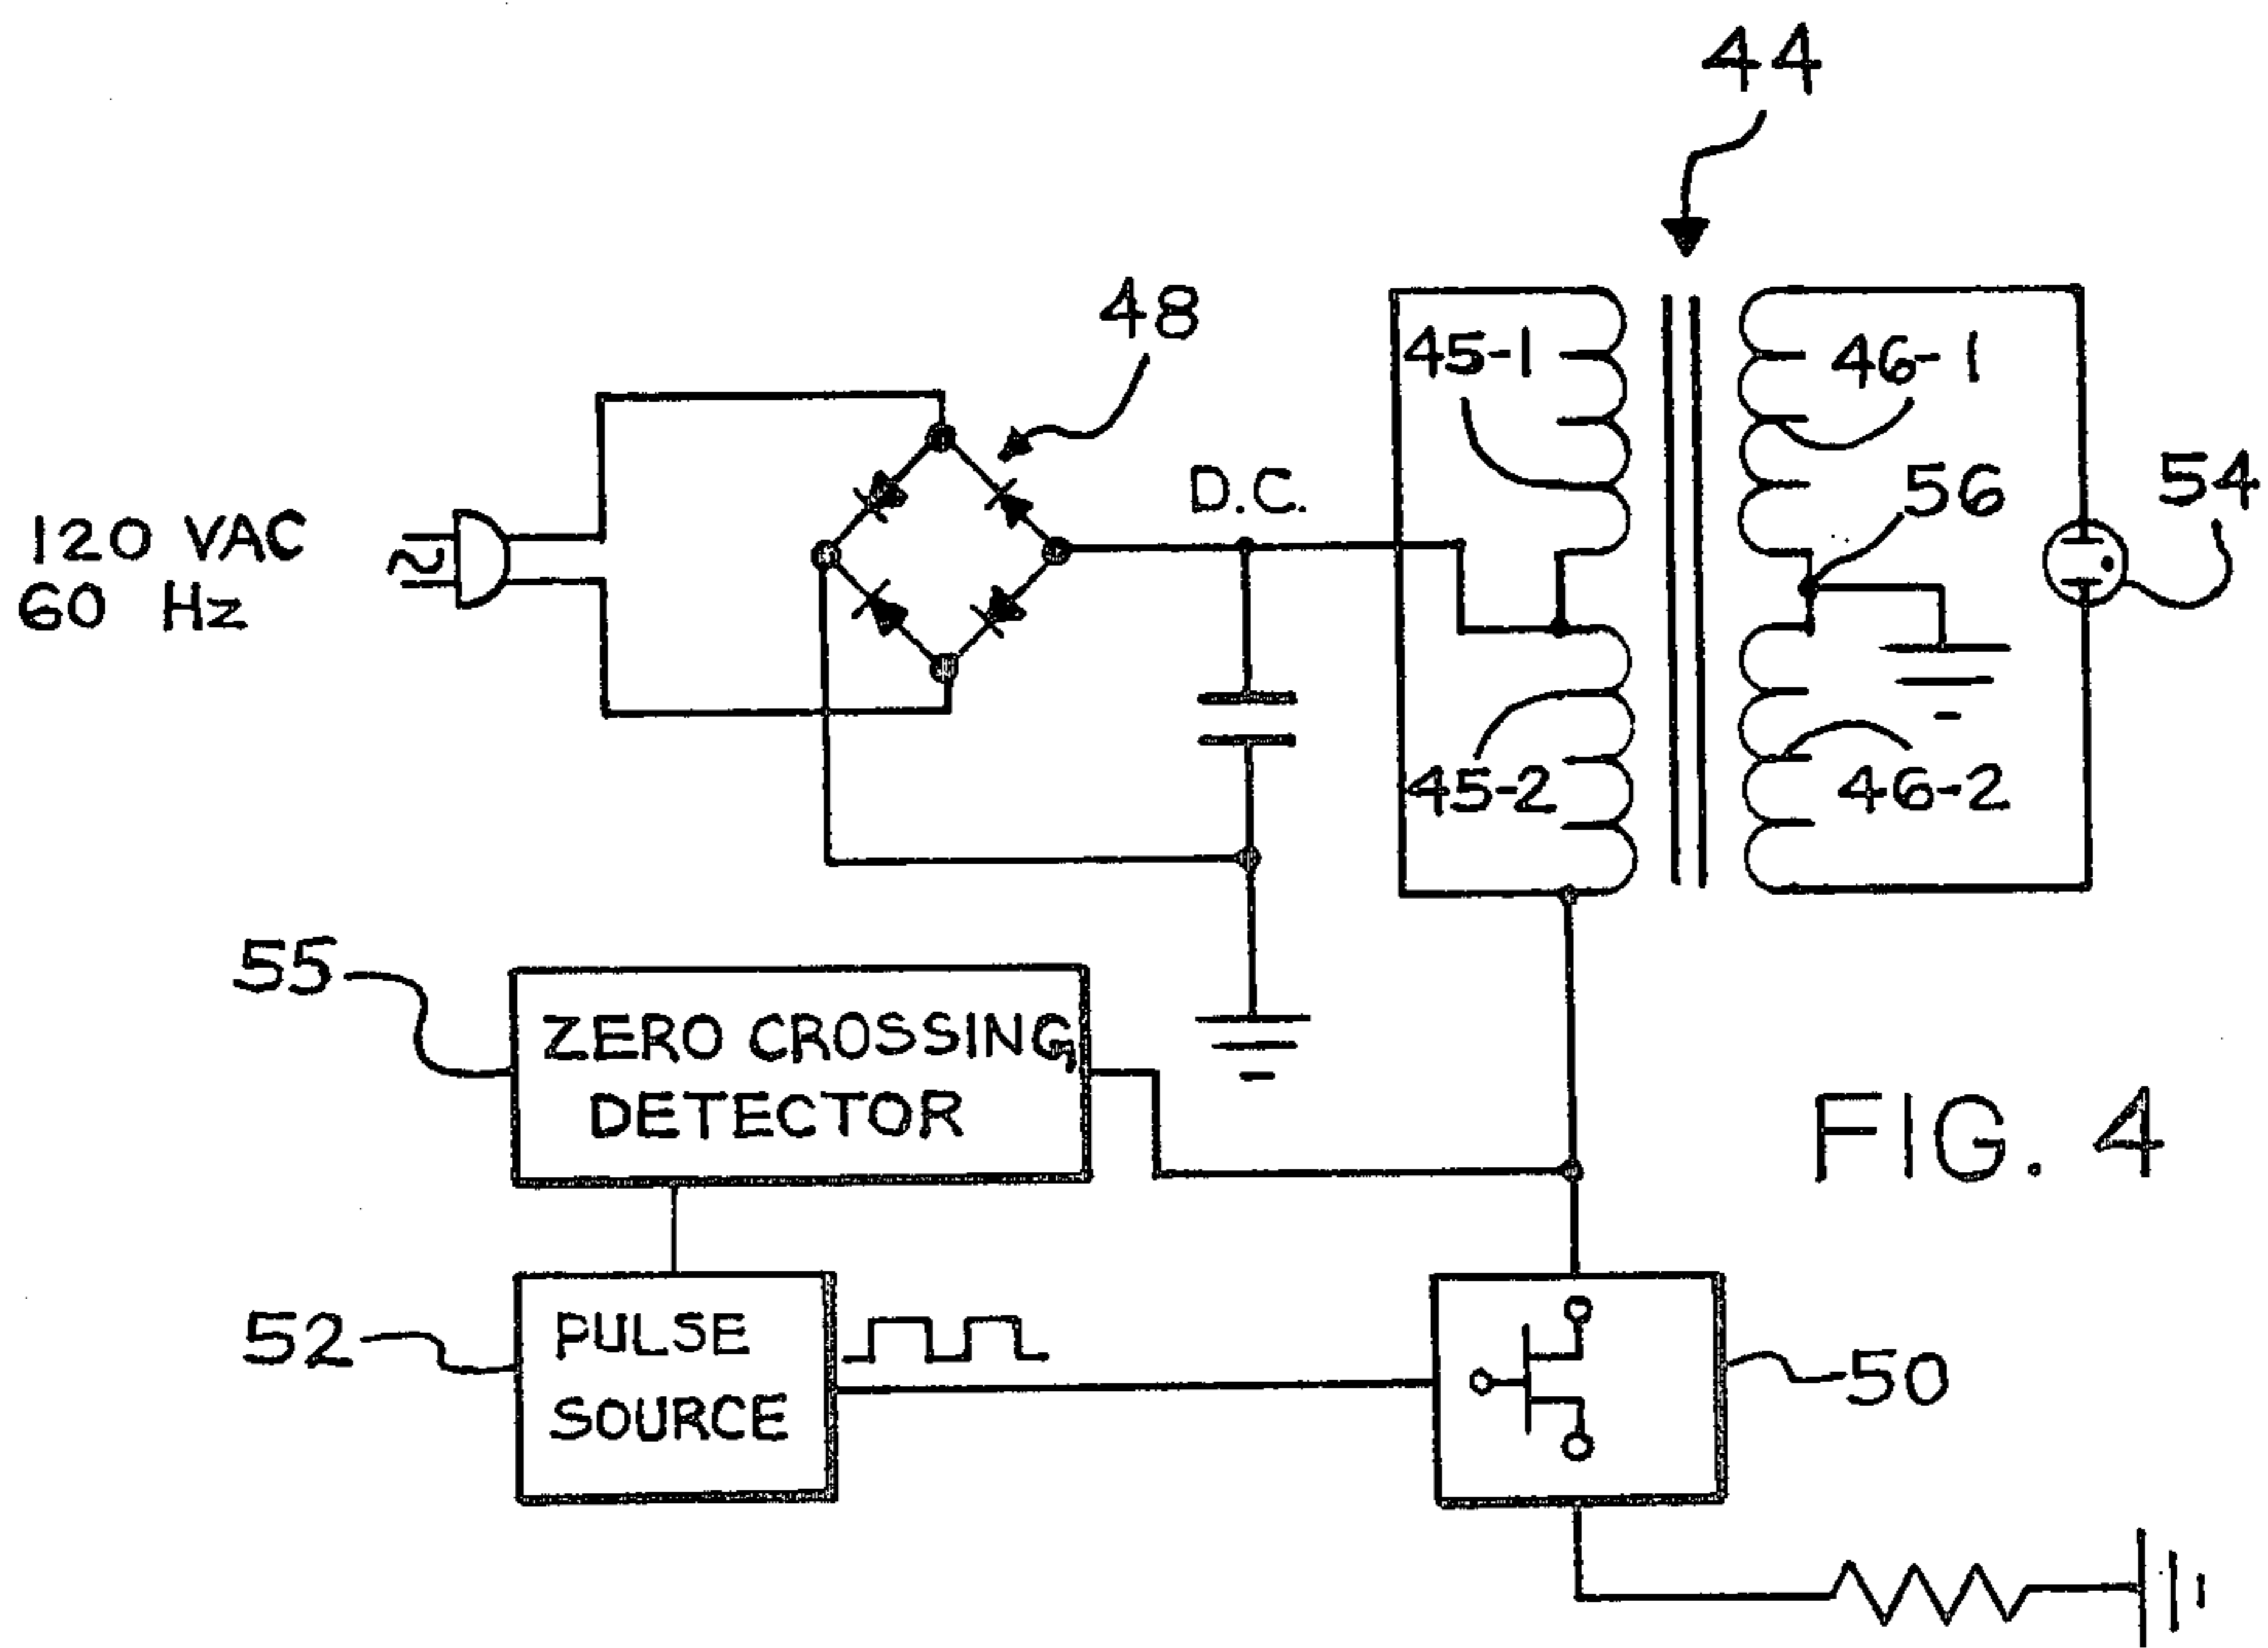 44
48
45-1
46-1
D.C.
56
54
120 VAC
60 Hz
45-2
46-2
55
ZERO CROSSING
DETECTOR
FIG. 4
52
PULSE
SOURCE
50